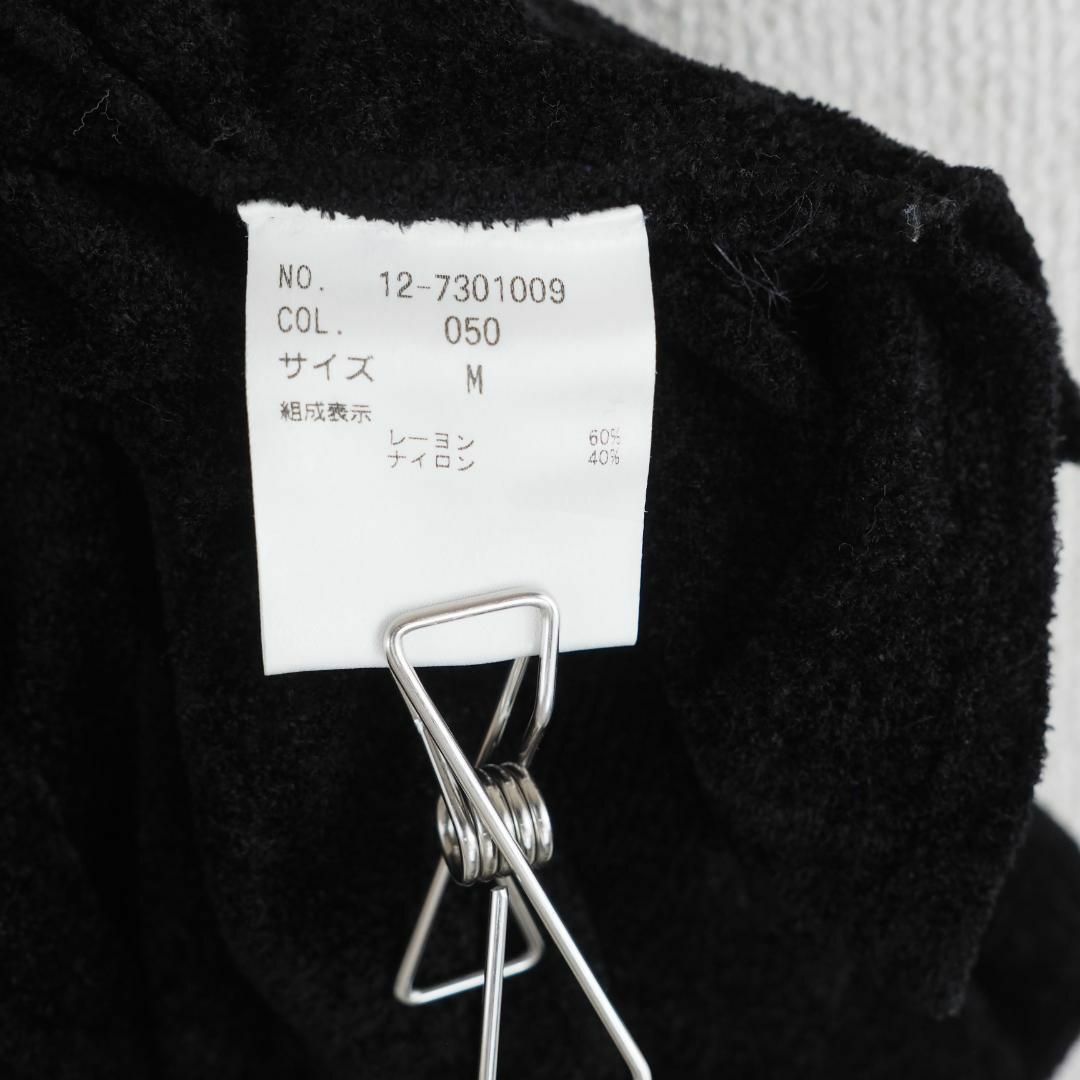 NO. 12-7301009
COL. 050
サイズ M
組成表示
レーヨン 60%
ナイロン 40%